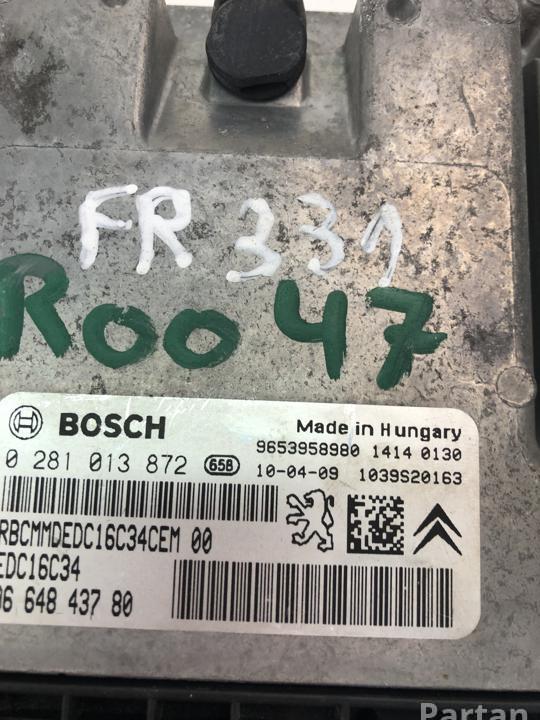 FR 331
R00 47
BOSCH
Made in Hungary
9653958980 1414 0130
0 281 013 872 658 10-04-09 1039S20163
RBCMMDEDC16C34CEM 00
EDC16C34
96 648 437 80
Partan